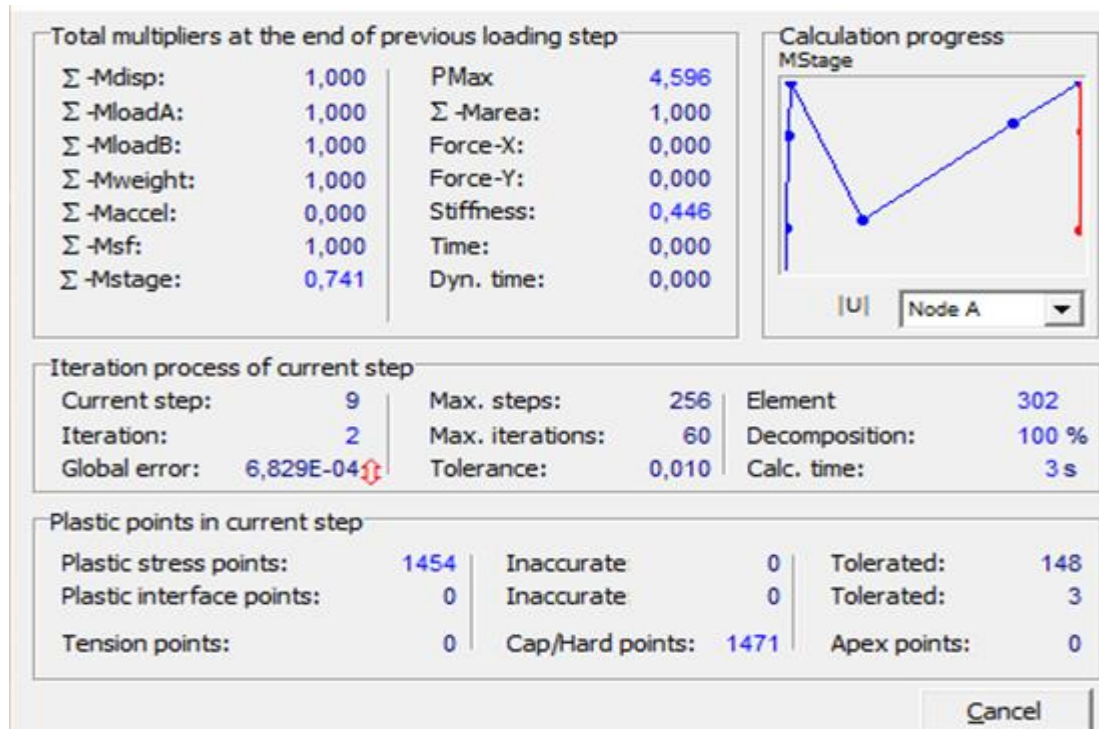 Total multipliers at the end of previous loading step
Σ -Mdisp: 1,000 PMax 4,596
Σ -MloadA: 1,000 Σ -Marea: 1,000
Σ -MloadB: 1,000 Force-X: 0,000
Σ -Mweight: 1,000 Force-Y: 0,000
Σ -Maccel: 0,000 Stiffness: 0,446
Σ -Msf: 1,000 Time: 0,000
Σ -Mstage: 0,741 Dyn. time: 0,000
Calculation progress
MStage
|U| Node A
Iteration process of current step
Current step: 9 Max. steps: 256 Element 302
Iteration: 2 Max. iterations: 60 Decomposition: 100 %
Global error: 6,829E-04 Tolerance: 0,010 Calc. time: 3 s
Plastic points in current step
Plastic stress points: 1454 Inaccurate 0 Tolerated: 148
Plastic interface points: 0 Inaccurate 0 Tolerated: 3
Tension points: 0 Cap/Hard points: 1471 Apex points: 0
Cancel